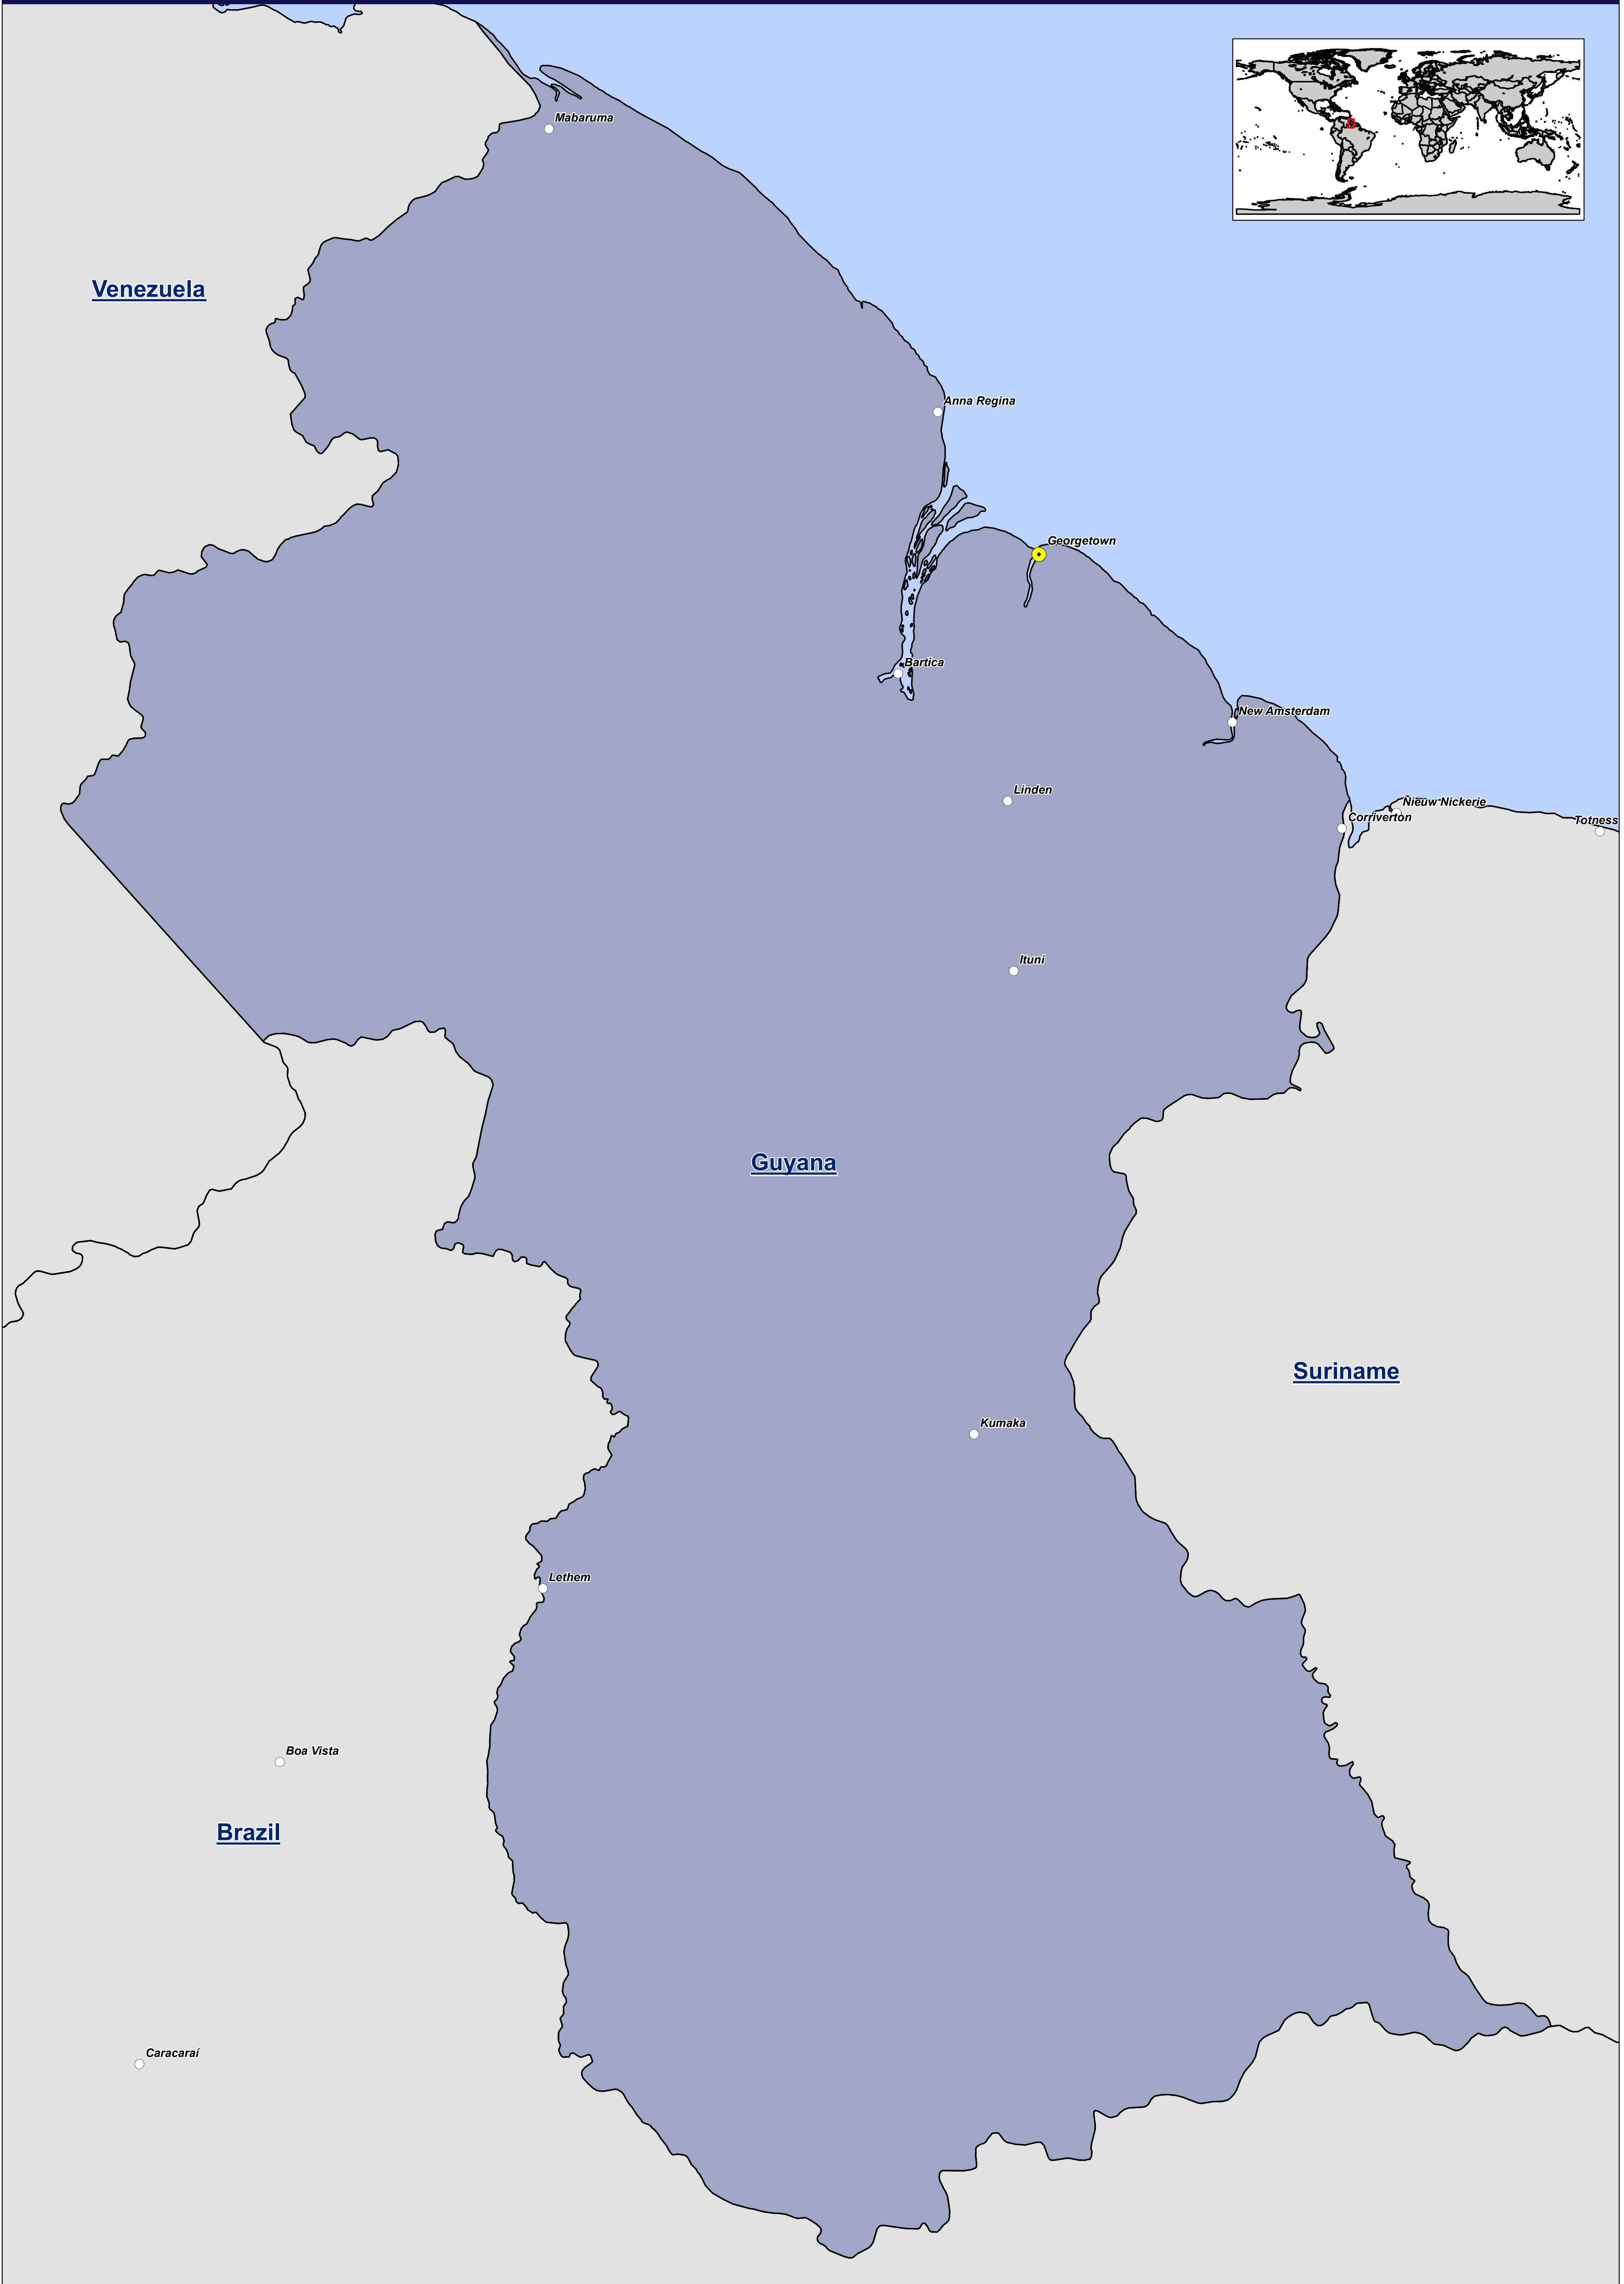 Mabaruma
Venezuela
Anna Regina
Georgetown
Bartica
New Amsterdam
Linden
Nieuw Nickerie
Corriverton
Totness
Ituni
Guyana
Suriname
Kumaka
Lethem
Boa Vista
Brazil
Caracaraí